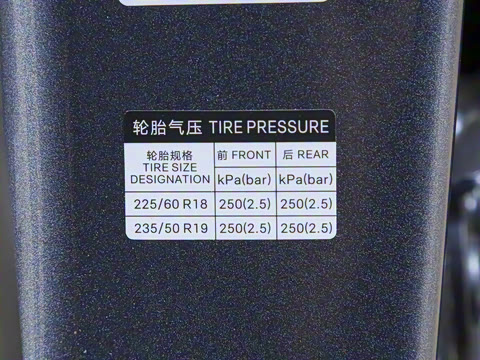 轮胎气压 TIRE PRESSURE
轮胎规格 前 FRONT 后 REAR
TIRE SIZE
DESIGNATION kPa(bar) kPa(bar)
225/60 R18 250(2.5) 250(2.5)
235/50 R19 250(2.5) 250(2.5)